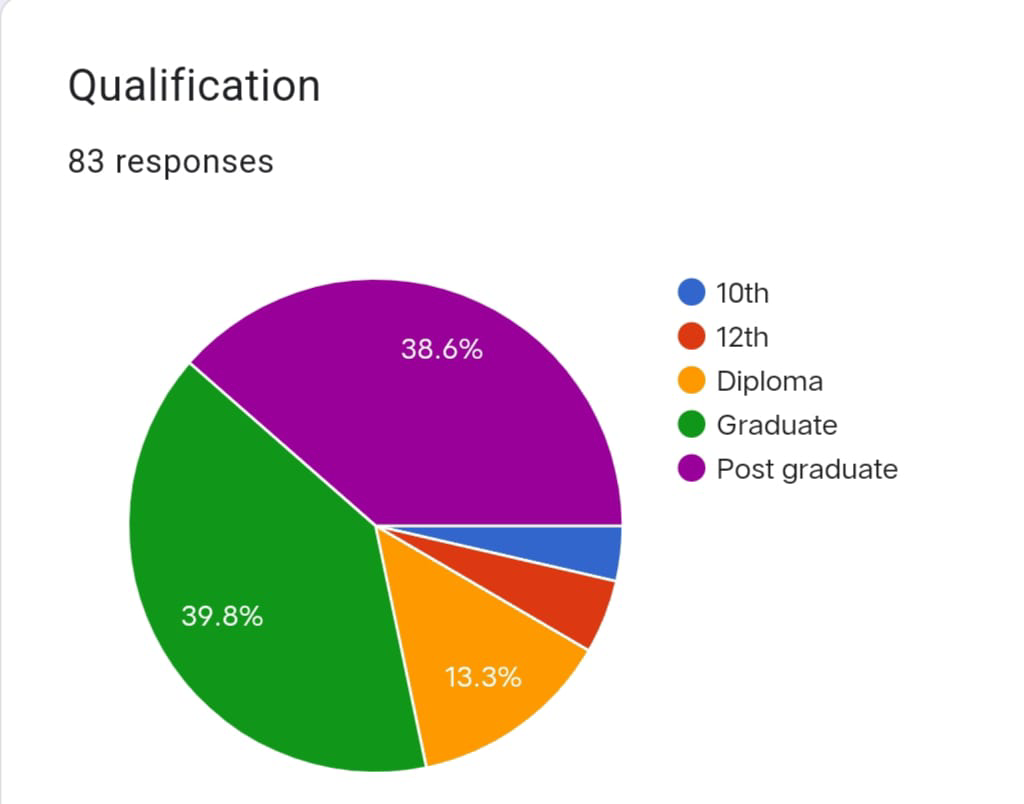 Qualification
83 responses
38.6%
39.8%
13.3%
10th
12th
Diploma
Graduate
Post graduate